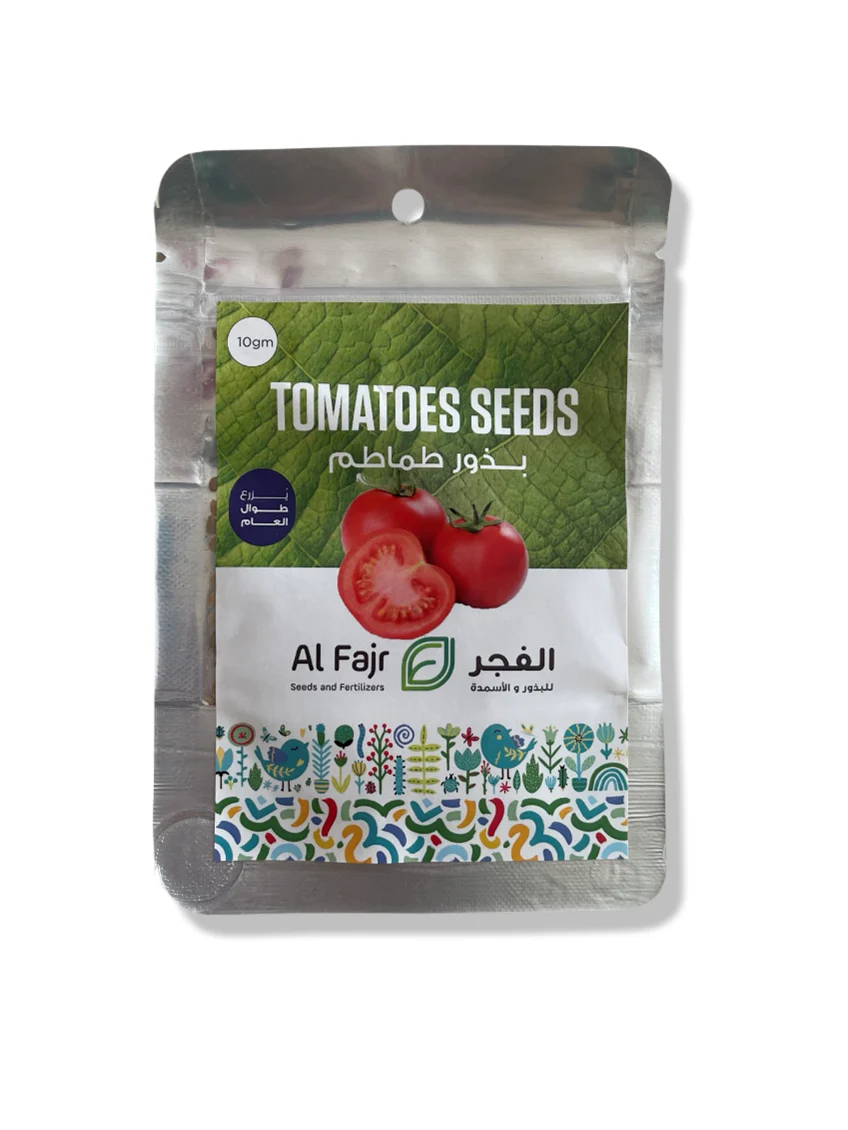 10gm
TOMATOES SEEDS
بذور طماطم
يزرع
طوال
العام
Al Fajr
Seeds and Fertilizers
الفجر
للبذور و الأسمدة